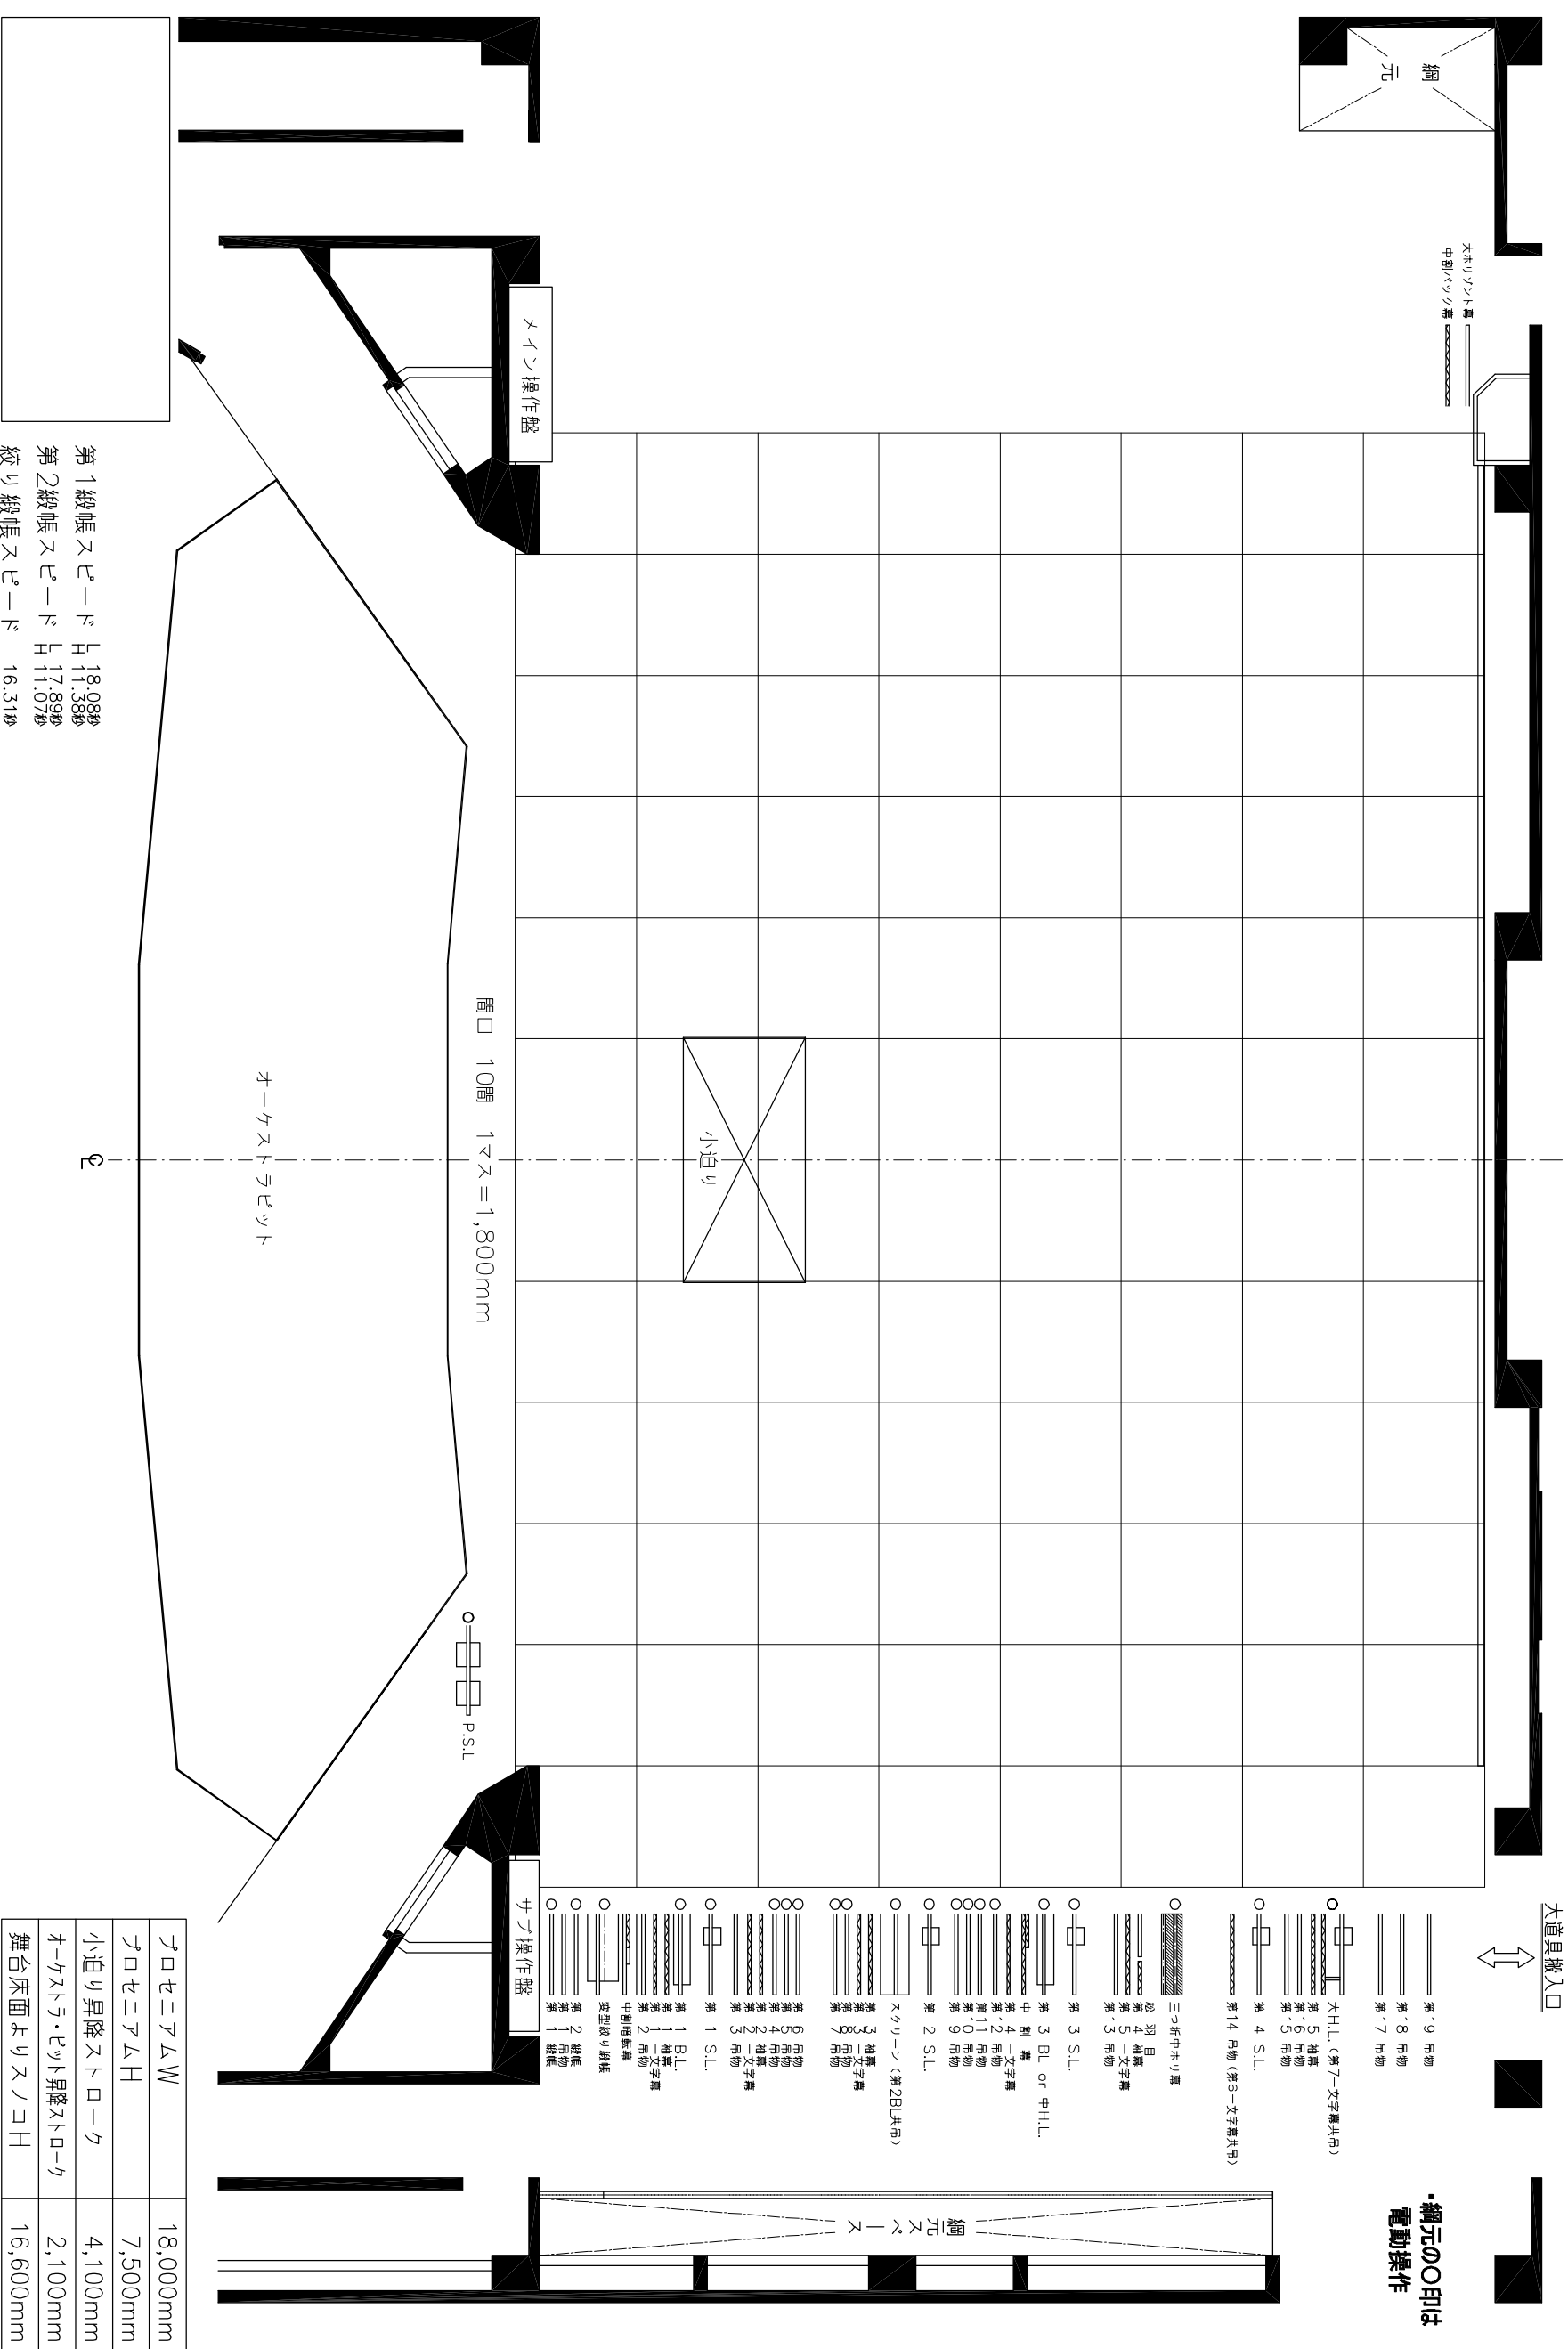 大道具搬入口
・綱元の〇印は
電動操作
綱
元
大ホリゾント幕
中割バック幕
第19 吊物
第18 吊物
第17 吊物
大H.L.(第7一文字幕共吊)
第 5 袖幕
第16 吊物
第15 吊物
第 4 S.L.
第14 吊物(第6一文字幕共吊)
三つ折中ホリ幕
松 羽 目
第 4 袖幕
第 5 一文字幕
第13 吊物
第 3 S.L.
第 3 BL or 中H.L.
中 割 幕
第 4 一文字幕
第12 吊物
第11 吊物
第10 吊物
第 9 吊物
第 2 S.L.
スクリーン(第2BL共吊)
第 3 袖幕
第 3 一文字幕
第 8 吊物
第 7 吊物
第 6 吊物
第 5 吊物
第 4 吊物
第 2 袖幕
第 2 一文字幕
第 3 吊物
第 1 S.L.
第 1 B.L.
第 1 袖幕
第 1 一文字幕
第 2 吊物
中割暗転幕
変型絞り緞帳
第 2 緞帳
第 1 吊物
第 1 緞帳
綱元スペース
小迫り
メイン操作盤
サブ操作盤
間口 10間 1マス=1,800mm
P.S.L
オーケストラピット
CL
第1緞帳スピード L 18.08秒
H 11.38秒
第2緞帳スピード L 17.89秒
H 11.07秒
絞り緞帳スピード 16.31秒
プロセニアムW 18,000mm
プロセニアムH 7,500mm
小迫り昇降ストローク 4,100mm
オーケストラ・ピット昇降ストローク 2,100mm
舞台床面よりスノコH 16,600mm